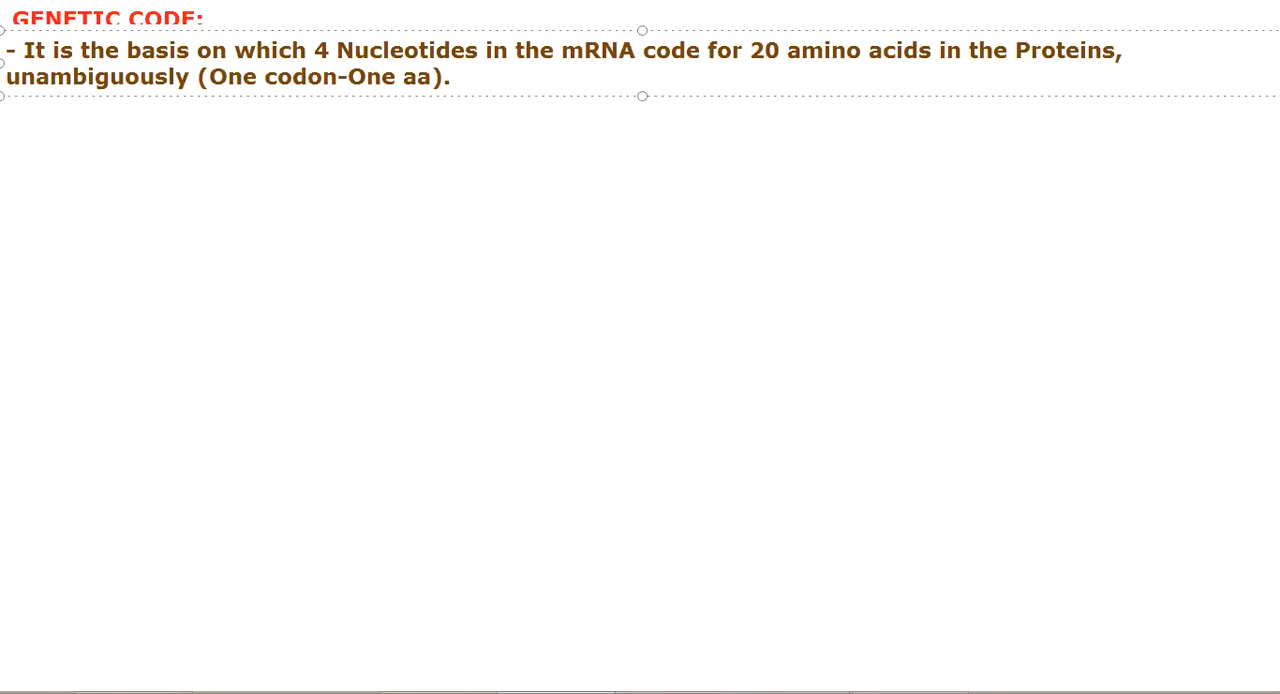 GENETIC CODE:
- It is the basis on which 4 Nucleotides in the mRNA code for 20 amino acids in the Proteins,
unambiguously (One codon-One aa).